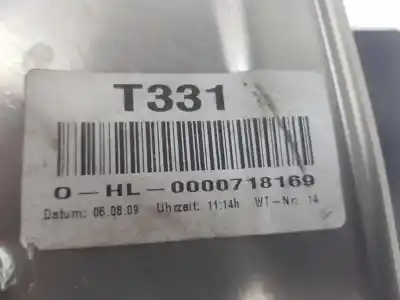 T331
O-HL-0000718169
Datum: 06.08.09 Uhrzeit: 11:14h WT-Nr: 14